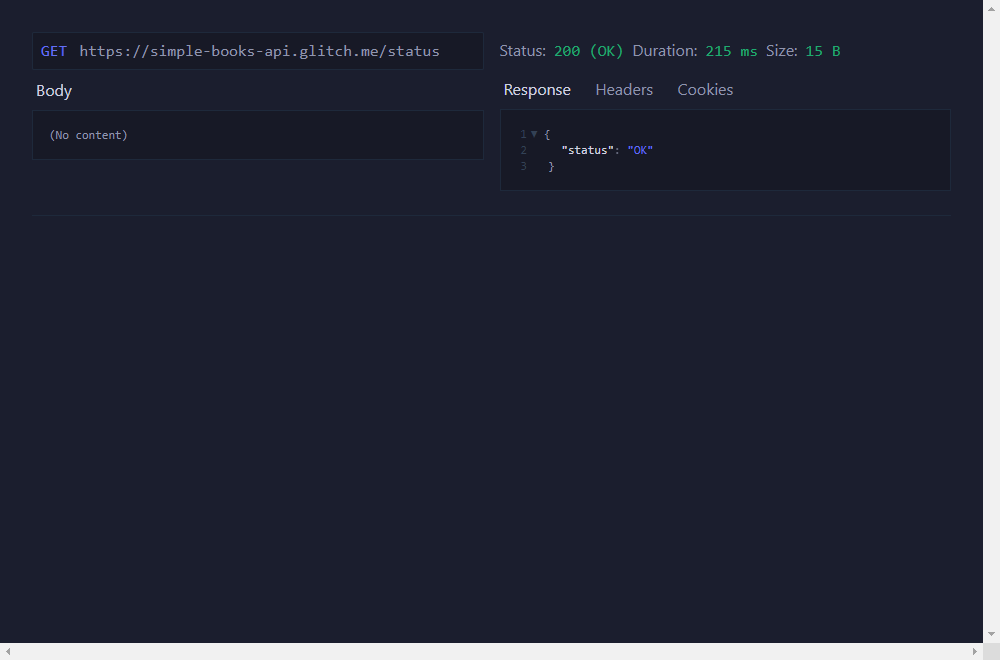 GET https://simple-books-api.glitch.me/status
Status: 200 (OK) Duration: 215 ms Size: 15 B
Body
(No content)
Response Headers Cookies
1 {
2 "status": "OK"
3 }